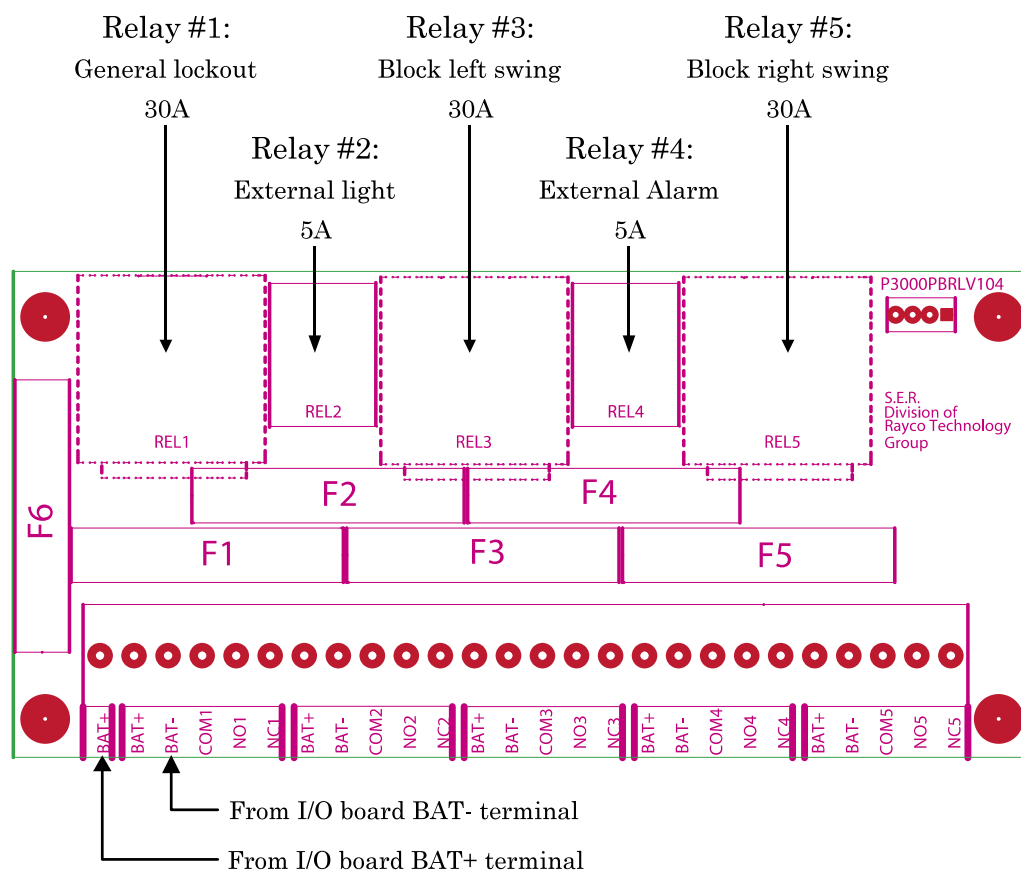 Relay #1:
General lockout
30A
Relay #3:
Block left swing
30A
Relay #5:
Block right swing
30A
Relay #2:
External light
5A
Relay #4:
External Alarm
5A
P3000PBRLV104
REL1
REL2
REL3
REL4
REL5
S.E.R.
Division of
Rayco Technology
Group
F6
F2
F4
F1
F3
F5
BAT+
BAT+
BAT-
COM1
NO1
NC1
BAT+
BAT-
COM2
NO2
NC2
BAT+
BAT-
COM3
NO3
NC3
BAT+
BAT-
COM4
NO4
NC4
BAT+
BAT-
COM5
NO5
NC5
From I/O board BAT- terminal
From I/O board BAT+ terminal